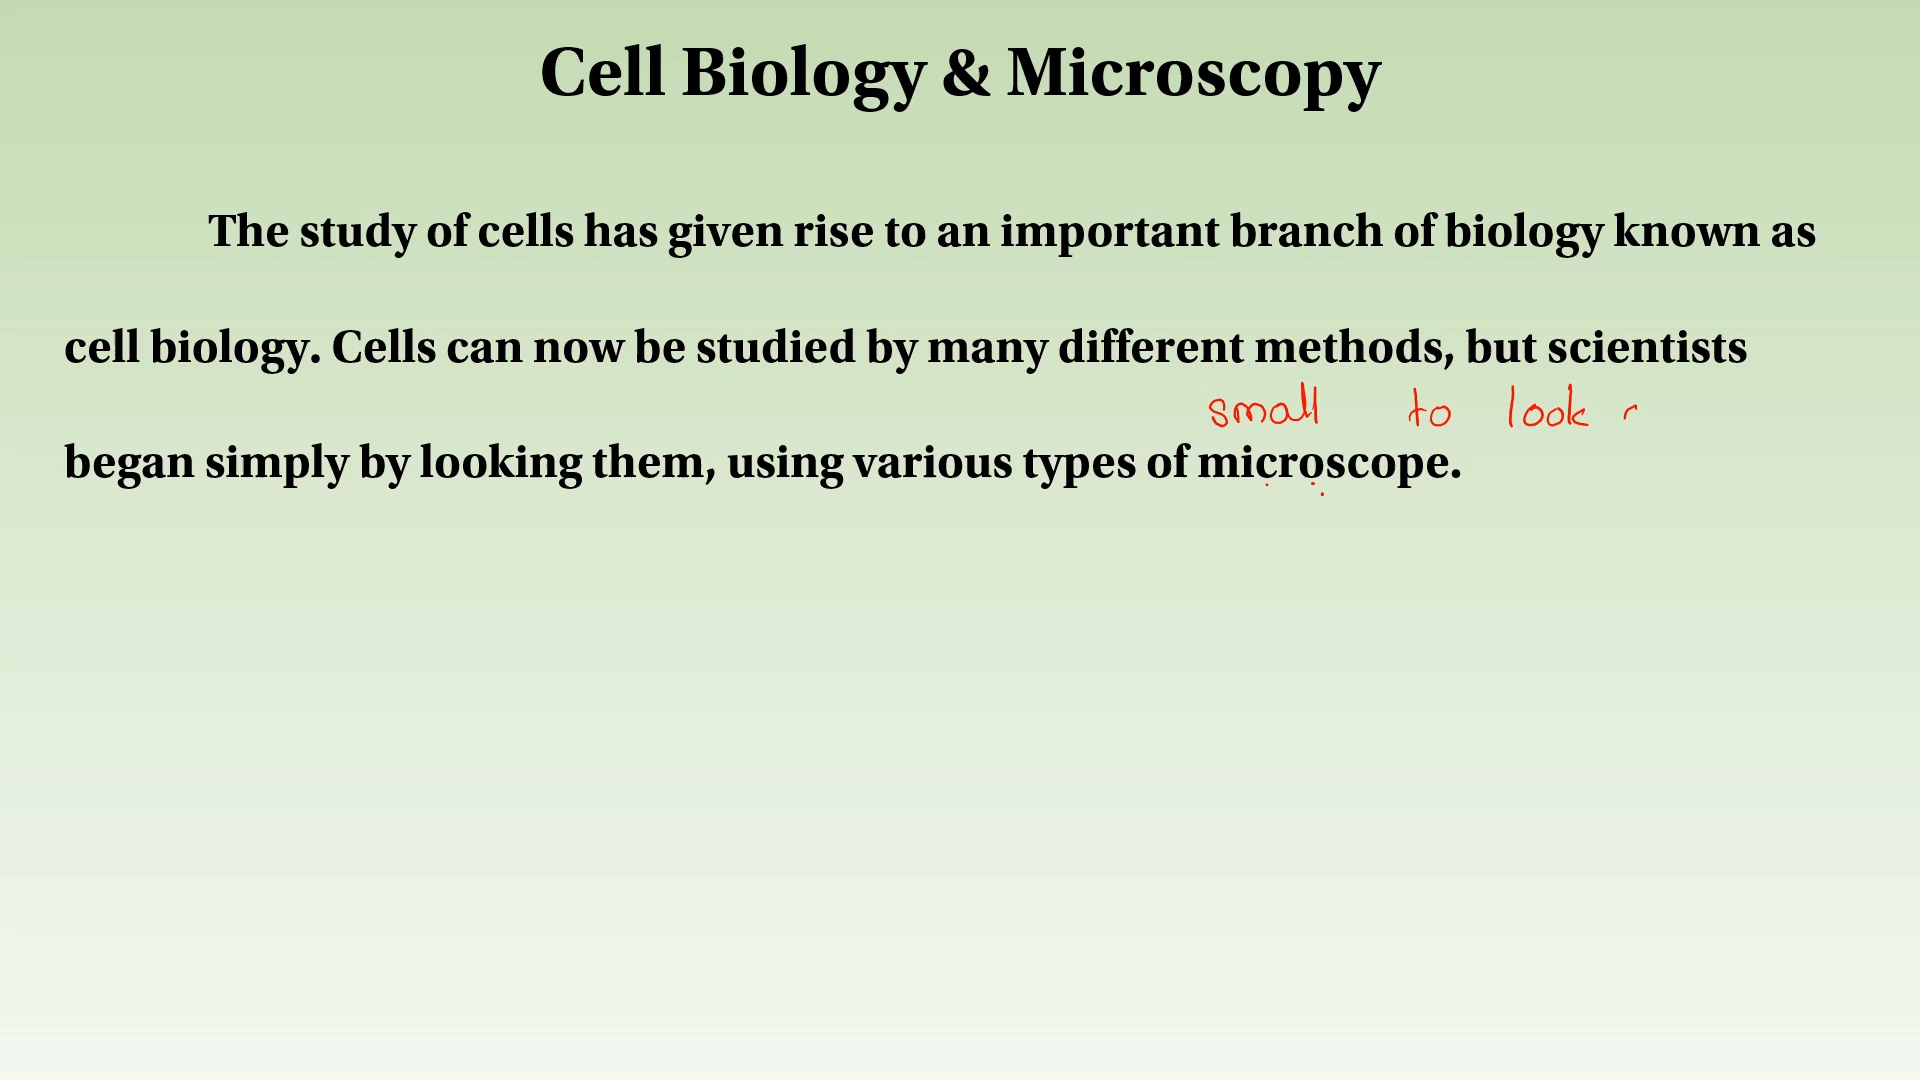 Cell Biology & Microscopy
The study of cells has given rise to an important branch of biology known as
cell biology. Cells can now be studied by many different methods, but scientists
small to look
began simply by looking them, using various types of microscope.